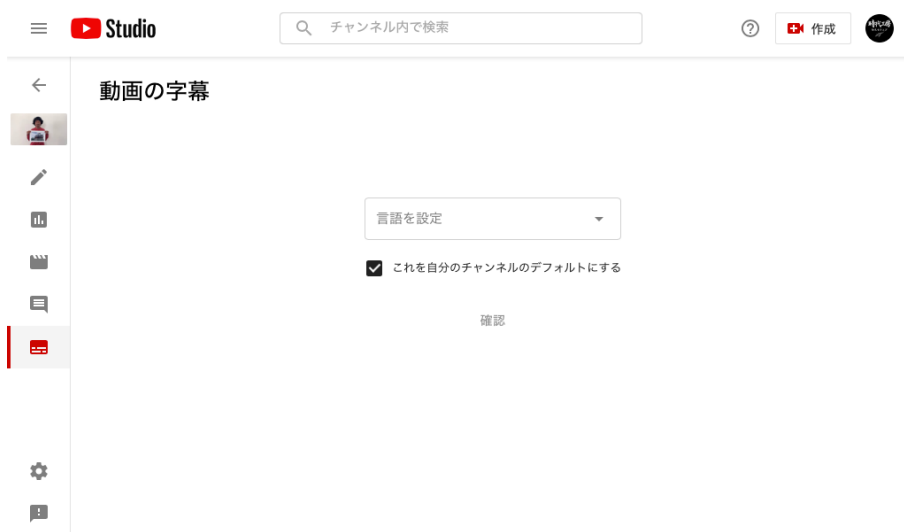 Studio
チャンネル内で検索
作成
動画の字幕
言語を設定
これを自分のチャンネルのデフォルトにする
確認